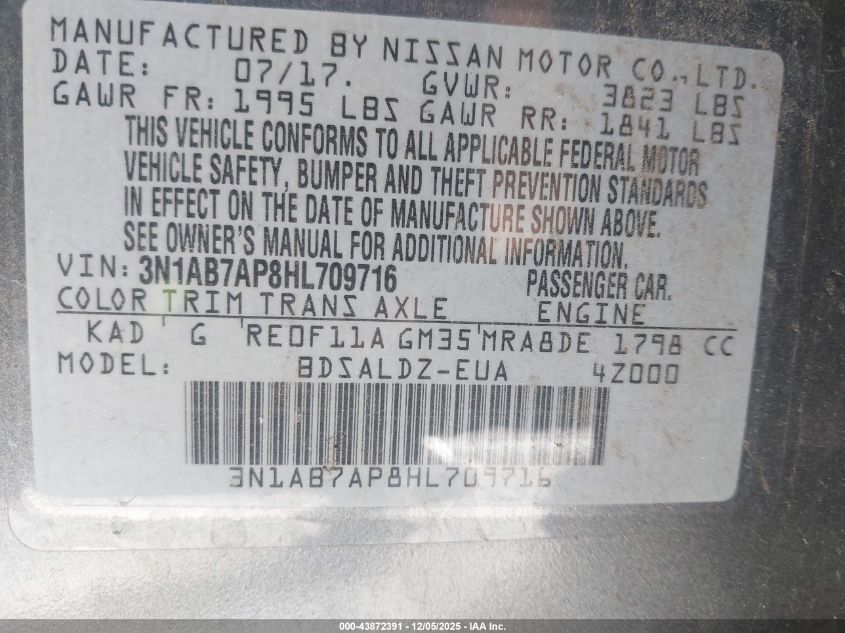 MANUFACTURED BY NISSAN MOTOR CO., LTD.
DATE: 07/17. GVWR: 3823 LBS
GAWR FR: 1995 LBS GAWR RR: 1841 LBS
THIS VEHICLE CONFORMS TO ALL APPLICABLE FEDERAL MOTOR
VEHICLE SAFETY, BUMPER AND THEFT PREVENTION STANDARDS
IN EFFECT ON THE DATE OF MANUFACTURE SHOWN ABOVE.
SEE OWNER'S MANUAL FOR ADDITIONAL INFORMATION.
VIN: 3N1AB7AP8HL709716 PASSENGER CAR.
COLOR TRIM TRANS AXLE ENGINE
KAD ' G 'RE0F11A GM35'MRA8DE 1798 CC
MODEL: BDSALDZ-EUA 4Z000
3N1AB7AP8HL709716
000-43872391 - 12/05/2025 - IAA Inc.